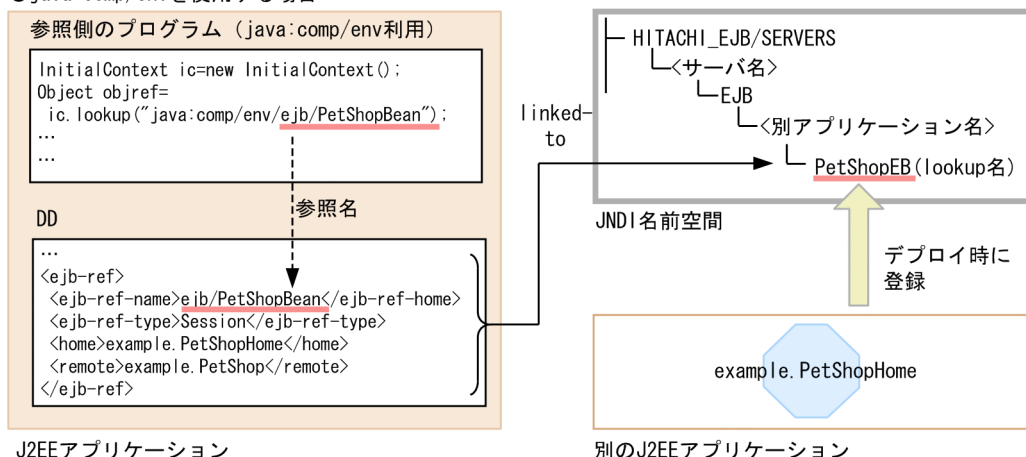 参照側のプログラム（java:comp/env利用）
InitialContext ic=new InitialContext();
Object objref=
ic.lookup("java:comp/env/ejb/PetShopBean");
…
…
参照名
DD
…
<ejb-ref>
<ejb-ref-name>ejb/PetShopBean</ejb-ref-home>
<ejb-ref-type>Session</ejb-ref-type>
<home>example.PetShopHome</home>
<remote>example.PetShop</remote>
</ejb-ref>
J2EEアプリケーション
linked-
to
HITACHI_EJB/SERVERS
<サーバ名>
EJB
<別アプリケーション名>
PetShopEB(lookup名)
JNDI名前空間
デプロイ時に
登録
example.PetShopHome
別のJ2EEアプリケーション